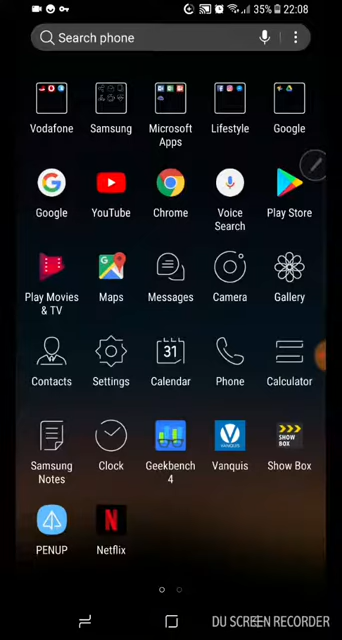 35% 22:08
Search phone
Vodafone Samsung Microsoft Apps Lifestyle Google
Google YouTube Chrome Voice Search Play Store
Play Movies & TV Maps Messages Camera Gallery
31
Contacts Settings Calendar Phone Calculator
SHOW BOX
VANQUIS
Samsung Notes Clock Geekbench 4 Vanquis Show Box
PENUP Netflix
DU SCREEN RECORDER